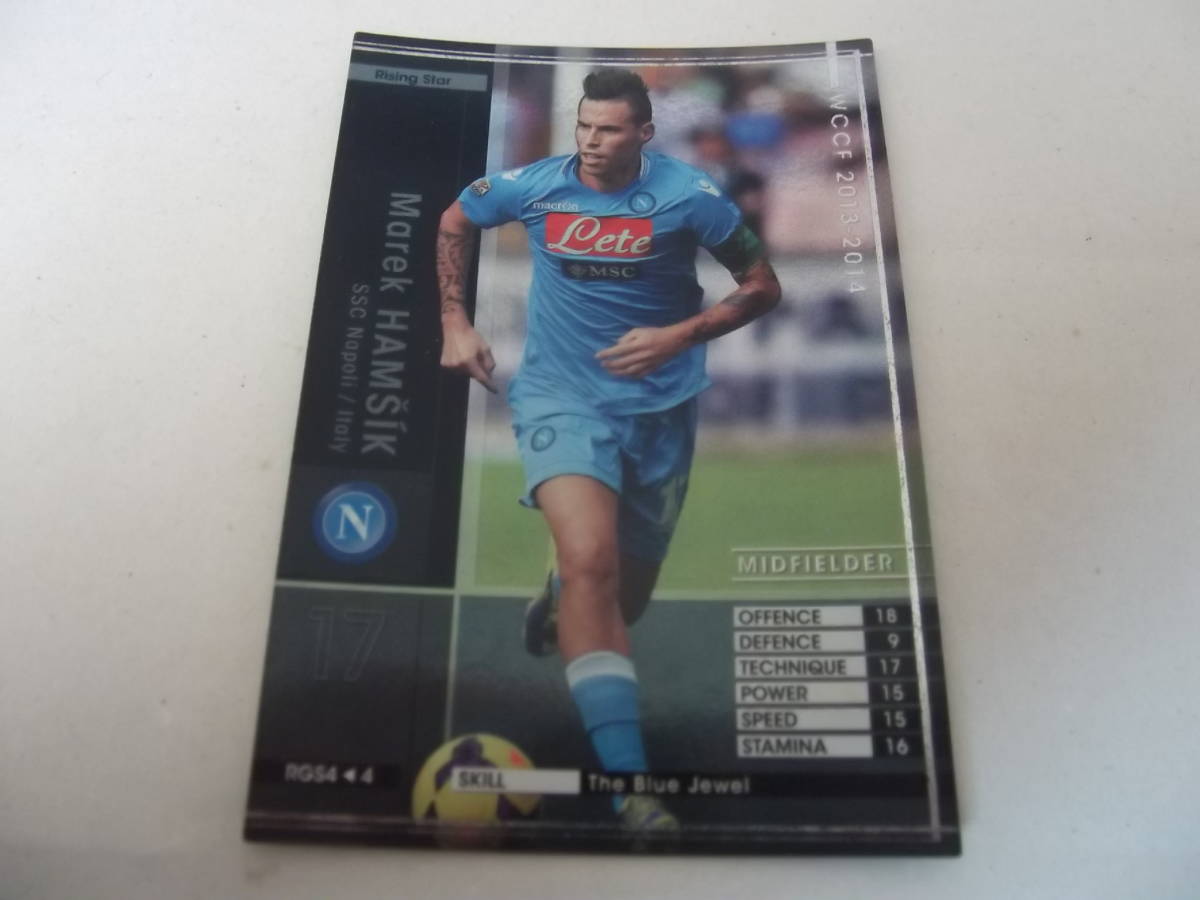 Rising Star
WCCF 2013-2014
Marek HAMŠÍK
SSC Napoli / Italy
macron
N
Lete
MSC
N
17
17
MIDFIELDER
OFFENCE 18
DEFENCE 9
TECHNIQUE 17
POWER 15
SPEED 15
STAMINA 16
RGS4 ◀ 4
SKILL The Blue Jewel